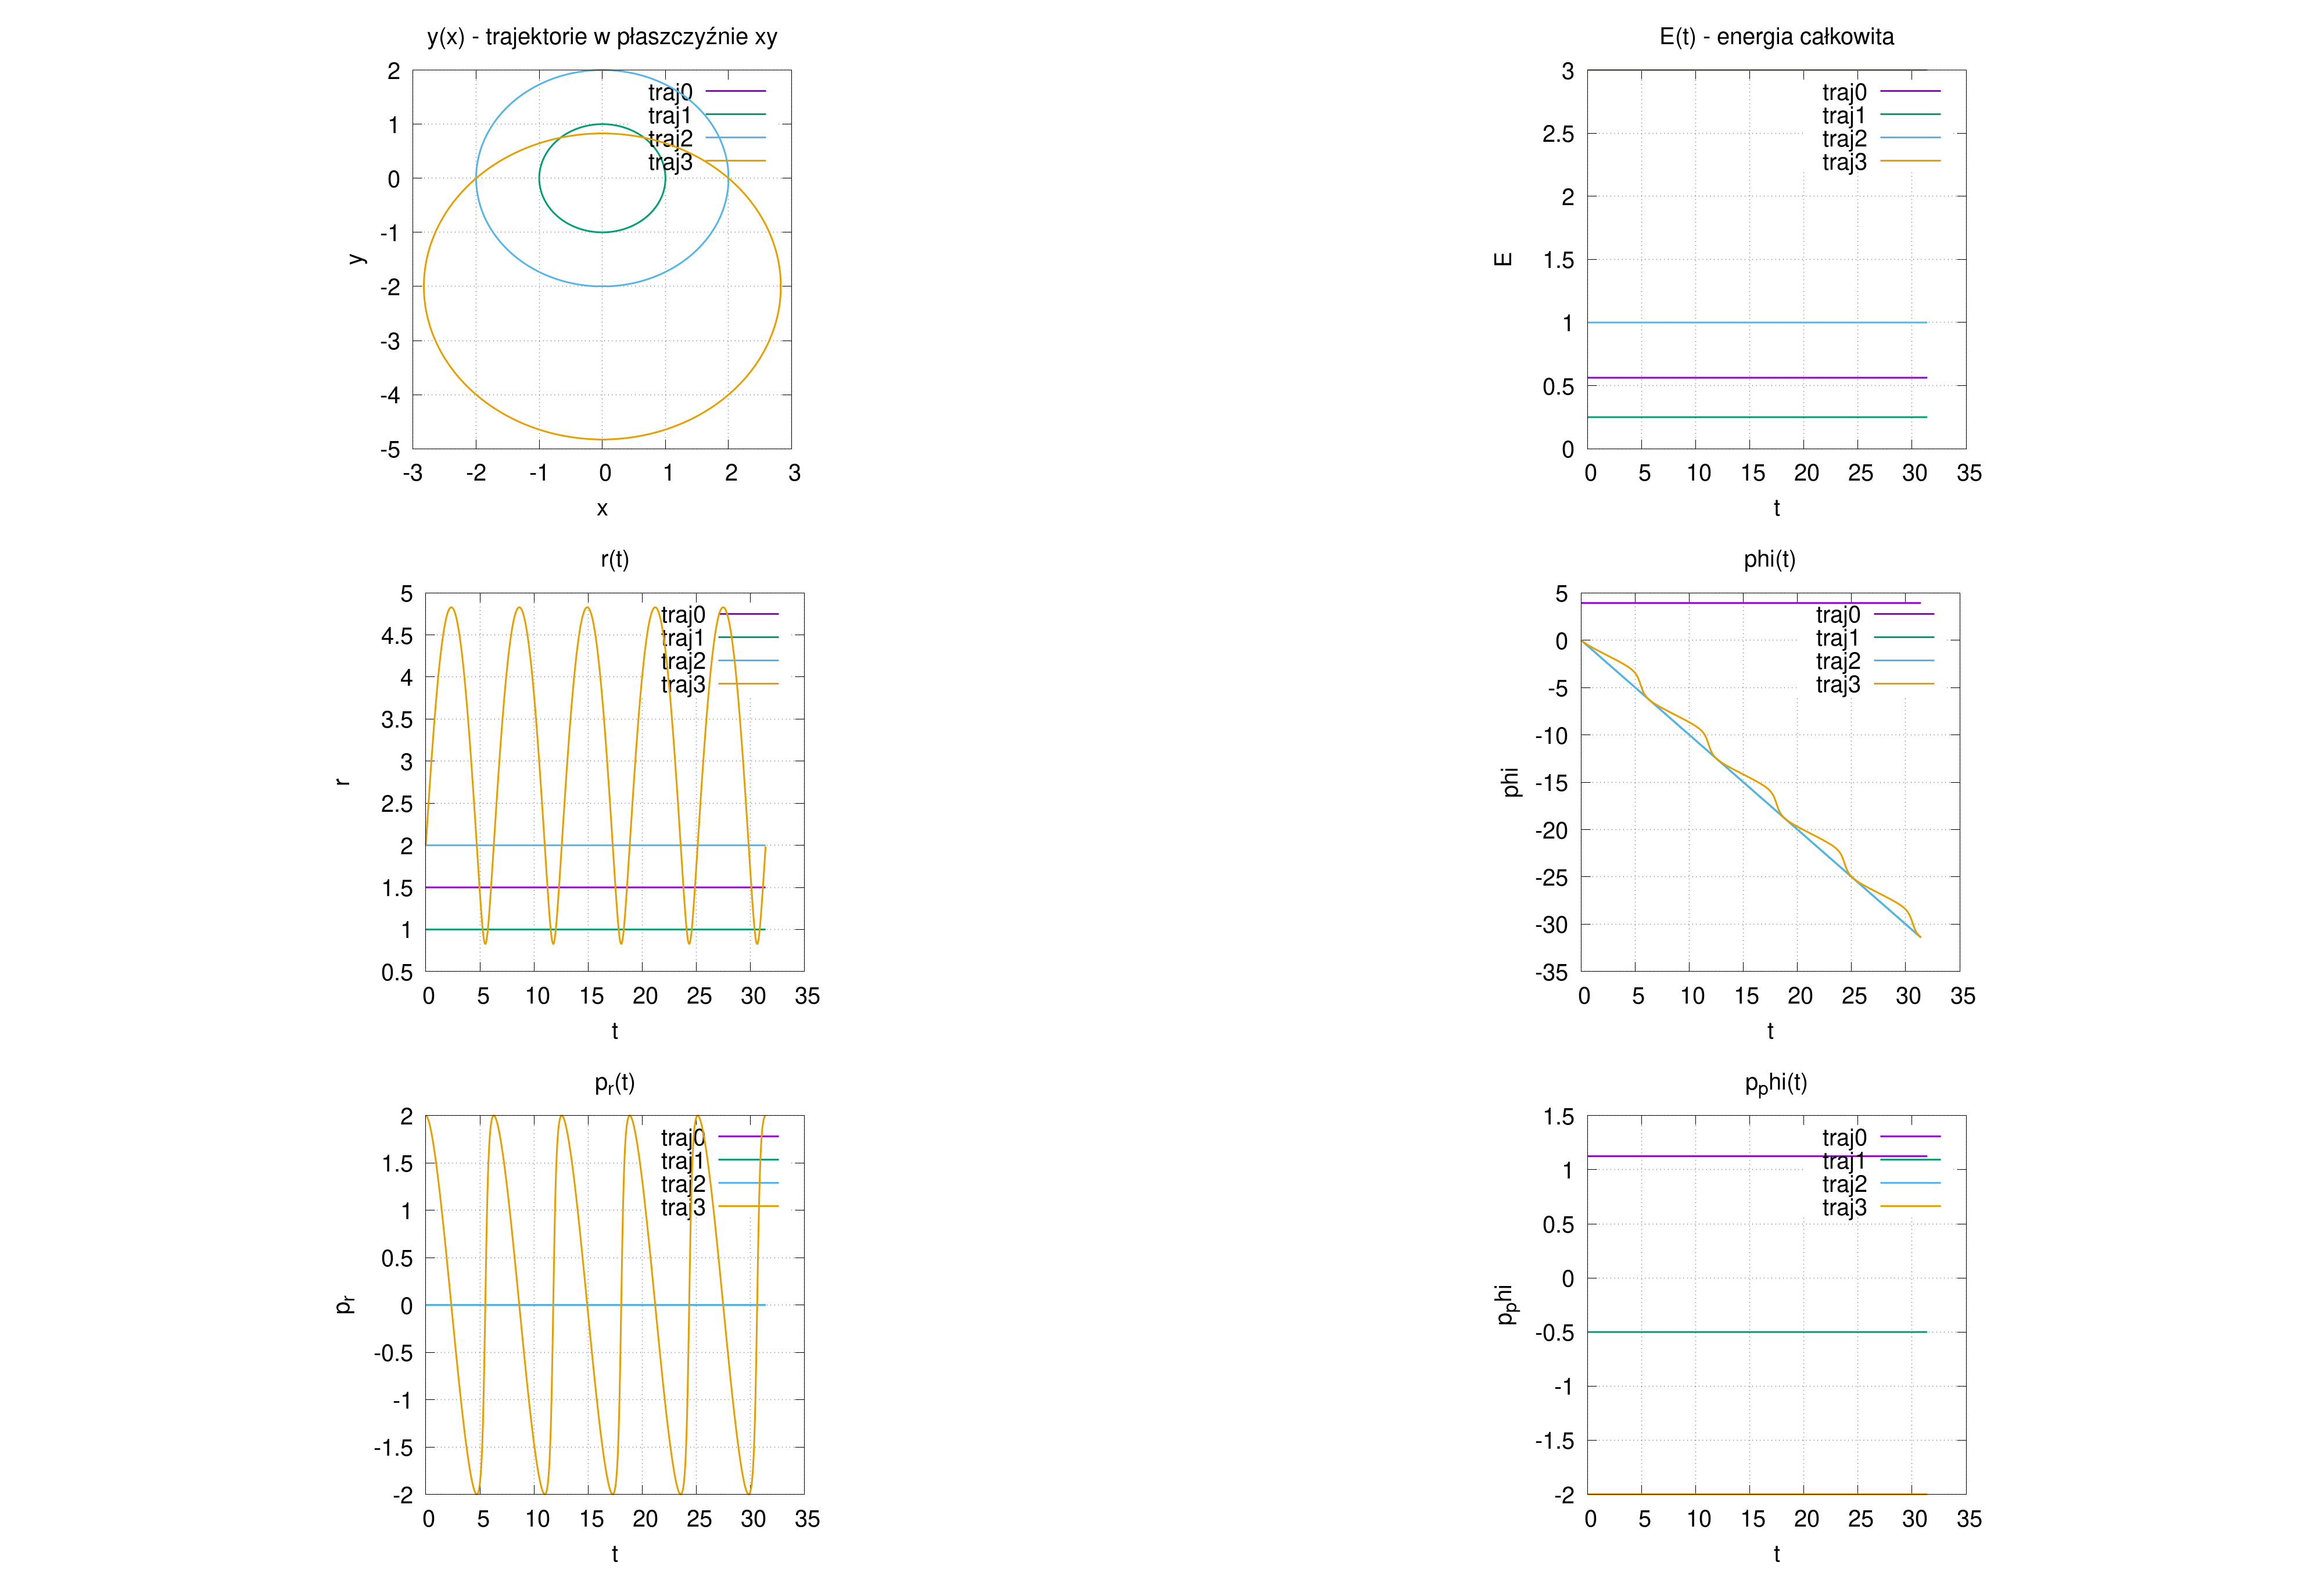 y(x) - trajektorie w płaszczyźnie xy
2
1
0
-1
-2
-3
-4
-5
y
traj0
traj1
traj2
traj3
-3 -2 -1 0 1 2 3
x
E(t) - energia całkowita
3
2.5
2
1.5
1
0.5
0
E
traj0
traj1
traj2
traj3
0 5 10 15 20 25 30 35
t
r(t)
5
4.5
4
3.5
3
2.5
2
1.5
1
0.5
r
traj0
traj1
traj2
traj3
0 5 10 15 20 25 30 35
t
phi(t)
5
0
-5
-10
-15
-20
-25
-30
-35
phi
traj0
traj1
traj2
traj3
0 5 10 15 20 25 30 35
t
pr(t)
2
1.5
1
0.5
0
-0.5
-1
-1.5
-2
pr
traj0
traj1
traj2
traj3
0 5 10 15 20 25 30 35
t
pphi(t)
1.5
1
0.5
0
-0.5
-1
-1.5
-2
pphi
traj0
traj1
traj2
traj3
0 5 10 15 20 25 30 35
t